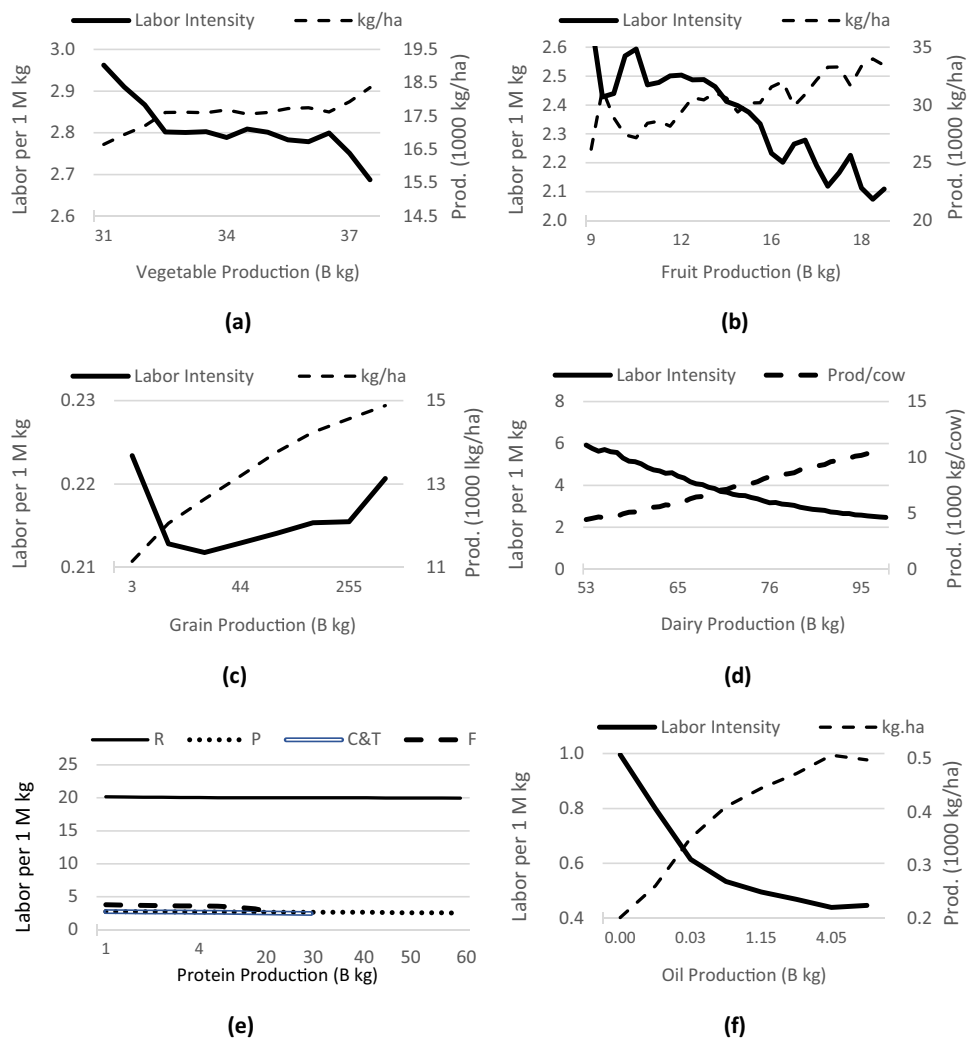 Labor Intensity kg/ha
Labor per 1 M kg
3.0
2.9
2.8
2.7
2.6
19.5
18.5
17.5
16.5
15.5
14.5
Prod. (1000 kg/ha)
31 34 37
Vegetable Production (B kg)
(a)
Labor Intensity kg/ha
Labor per 1 M kg
2.6
2.5
2.4
2.3
2.2
2.1
2.0
35
30
25
20
Prod. (1000 kg/ha)
9 12 16 18
Fruit Production (B kg)
(b)
Labor Intensity kg/ha
Labor per 1 M kg
0.23
0.22
0.21
15
13
11
Prod. (1000 lkg/ha)
3 44 255
Grain Production (B kg)
(c)
Labor Intensity Prod/cow
Labor per 1 M kg
8
6
4
2
0
15
10
5
0
Prod. (1000 kg/cow)
53 65 76 95
Dairy Production (B kg)
(d)
R P C&T F
Labor per 1 M kg
25
20
15
10
5
0
1 4 20 30 40 50 60
Protein Production (B kg)
(e)
Labor Intensity kg.ha
Labor per 1 M kg
1.0
0.8
0.6
0.4
0.5
0.4
0.3
0.2
Prod. (1000 kg/ha)
0.00 0.03 1.15 4.05
Oil Production (B kg)
(f)